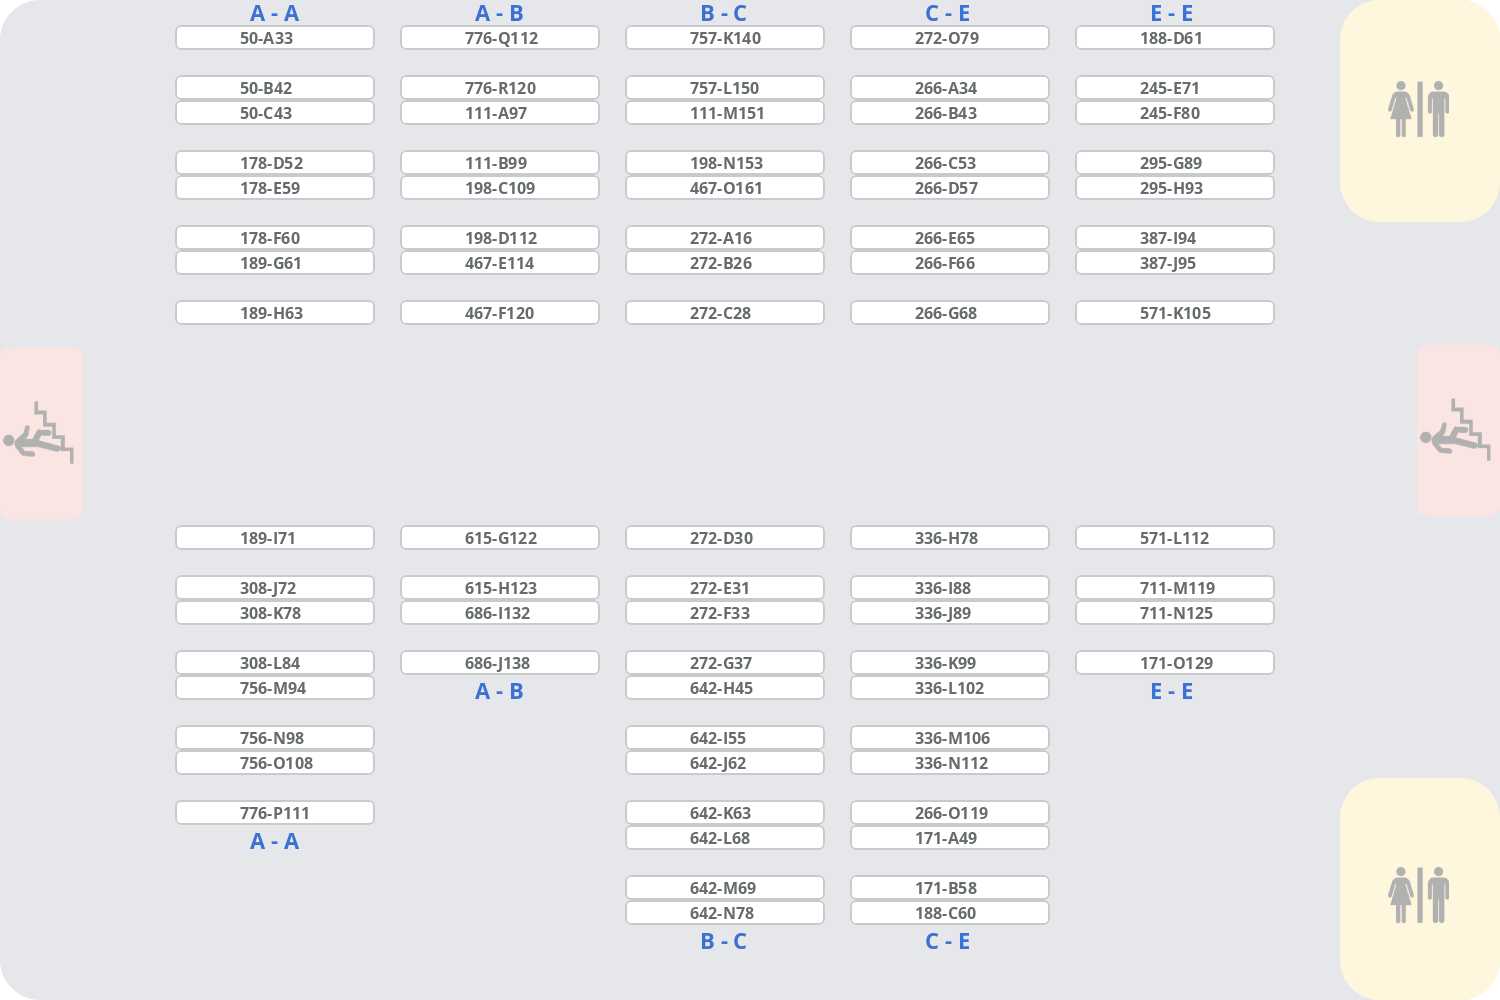 A - A
50-A33
50-B42
50-C43
178-D52
178-E59
178-F60
189-G61
189-H63
189-I71
308-J72
308-K78
308-L84
756-M94
756-N98
756-O108
776-P111
A - A
A - B
776-Q112
776-R120
111-A97
111-B99
198-C109
198-D112
467-E114
467-F120
615-G122
615-H123
686-I132
686-J138
A - B
B - C
757-K140
757-L150
111-M151
198-N153
467-O161
272-A16
272-B26
272-C28
272-D30
272-E31
272-F33
272-G37
642-H45
642-I55
642-J62
642-K63
642-L68
642-M69
642-N78
B - C
C - E
272-O79
266-A34
266-B43
266-C53
266-D57
266-E65
266-F66
266-G68
336-H78
336-I88
336-J89
336-K99
336-L102
336-M106
336-N112
266-O119
171-A49
171-B58
188-C60
C - E
E - E
188-D61
245-E71
245-F80
295-G89
295-H93
387-I94
387-J95
571-K105
571-L112
711-M119
711-N125
171-O129
E - E